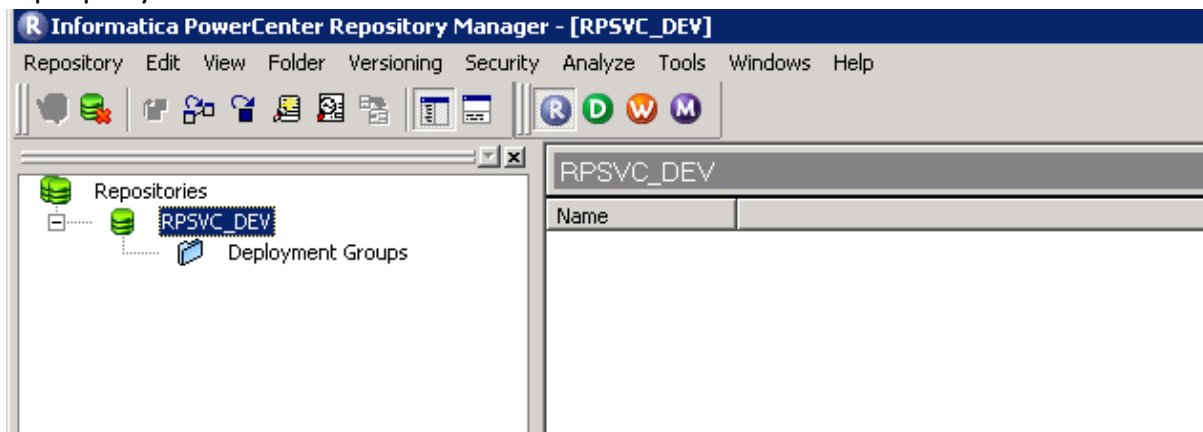 Informatica PowerCenter Repository Manager - [RPSVC_DEV]
Repository Edit View Folder Versioning Security Analyze Tools Windows Help
R D W M
Repositories
RPSVC_DEV
Deployment Groups
RPSVC_DEV
Name